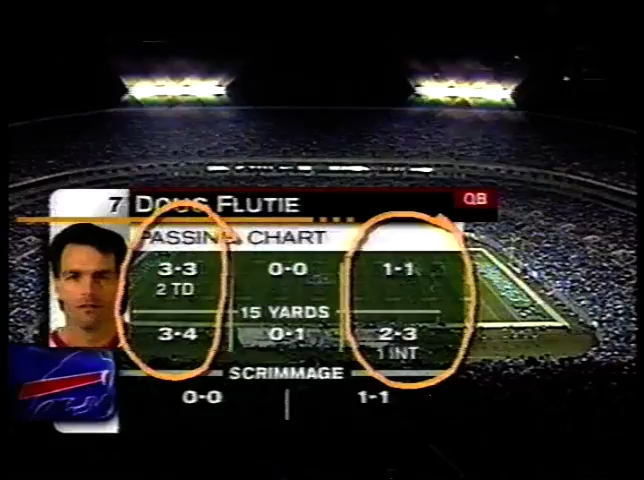 7 DOUG FLUTIE QB
PASSING CHART
3-3 0-0 1-1
2 TD
15 YARDS
3-4 0-1 2-3
1 INT
SCRIMMAGE
0-0 1-1